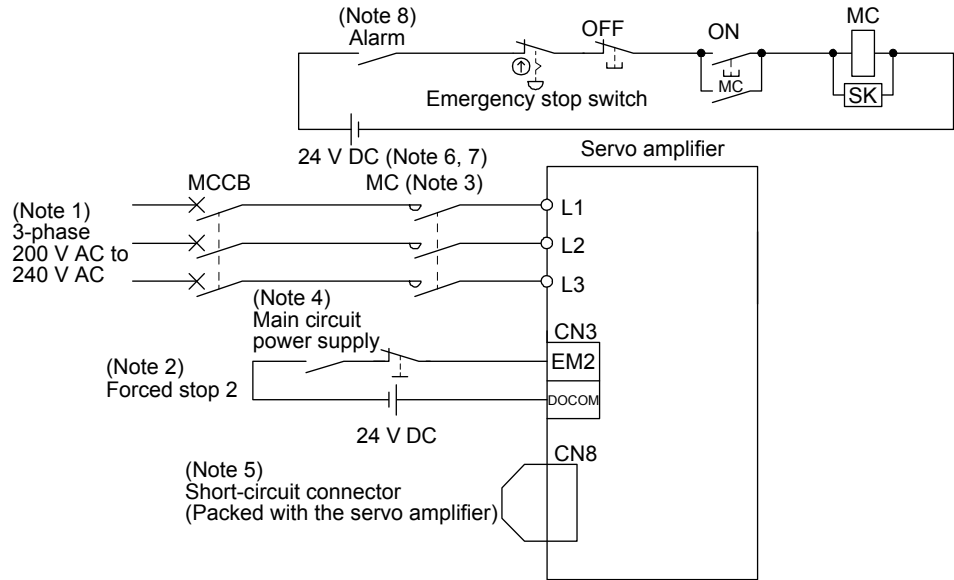 (Note 8)
Alarm
OFF
ON
MC
MC
SK
Emergency stop switch
24 V DC (Note 6, 7)
Servo amplifier
MCCB
MC (Note 3)
(Note 1)
3-phase
200 V AC to
240 V AC
L1
L2
L3
(Note 4)
Main circuit
power supply
CN3
EM2
(Note 2)
Forced stop 2
DOCOM
24 V DC
CN8
(Note 5)
Short-circuit connector
(Packed with the servo amplifier)